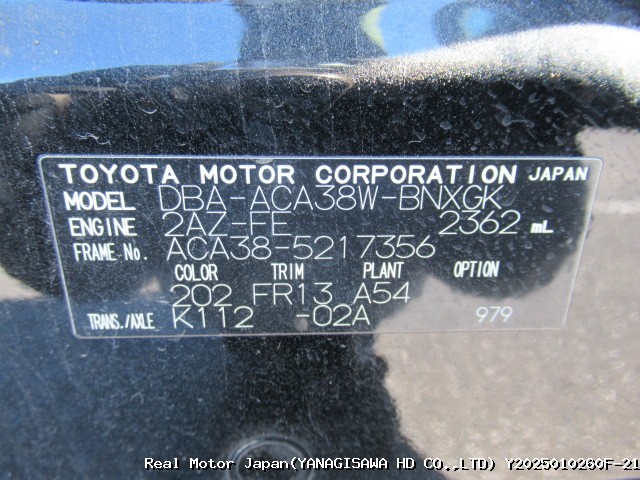 TOYOTA MOTOR CORPORATION JAPAN
MODEL DBA-ACA38W-BNXGK
ENGINE 2AZ-FE 2362 mL
FRAME No. ACA38-5217356
COLOR TRIM PLANT OPTION
202 FR13 A54
TRANS./AXLE K112 -02A 979
Real Motor Japan(YANAGISAWA HD CO.,LTD) Y2025010260F-21